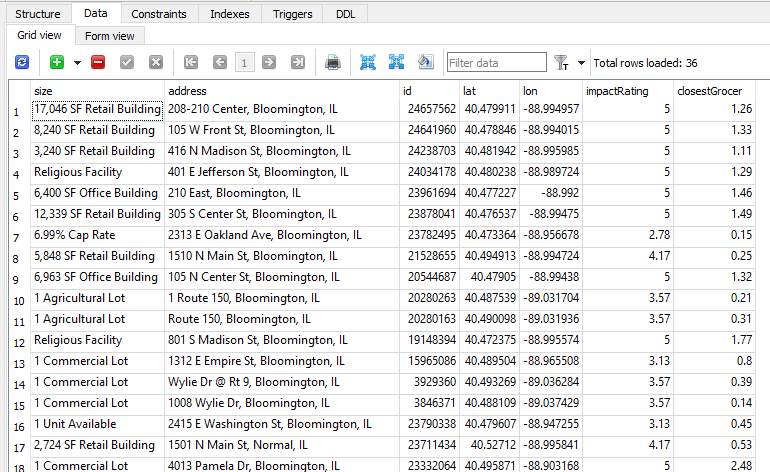 Structure Data Constraints Indexes Triggers DDL
Grid view Form view
1 Filter data T Total rows loaded: 36
size address id lat lon impactRating closestGrocer
1 17,046 SF Retail Building 208-210 Center, Bloomington, IL 24657562 40.479911 -88.994957 5 1.26
2 8,240 SF Retail Building 105 W Front St, Bloomington, IL 24641960 40.478846 -88.994015 5 1.33
3 3,240 SF Retail Building 416 N Madison St, Bloomington, IL 24238703 40.481942 -88.995985 5 1.11
4 Religious Facility 401 E Jefferson St, Bloomington, IL 24034178 40.480238 -88.989724 5 1.29
5 6,400 SF Office Building 210 East, Bloomington, IL 23961694 40.477227 -88.992 5 1.46
6 12,339 SF Retail Building 305 S Center St, Bloomington, IL 23878041 40.476537 -88.99475 5 1.49
7 6.99% Cap Rate 2313 E Oakland Ave, Bloomington, IL 23782495 40.473364 -88.956678 2.78 0.15
8 5,848 SF Retail Building 1510 N Main St, Bloomington, IL 21528655 40.494913 -88.994724 4.17 0.25
9 6,963 SF Office Building 105 N Center St, Bloomington, IL 20544687 40.47905 -88.99438 5 1.32
10 1 Agricultural Lot 1 Route 150, Bloomington, IL 20280263 40.487539 -89.031704 3.57 0.21
11 1 Agricultural Lot Route 150, Bloomington, IL 20280163 40.490098 -89.031936 3.57 0.31
12 Religious Facility 801 S Madison St, Bloomington, IL 19148394 40.472375 -88.995574 5 1.77
13 1 Commercial Lot 1312 E Empire St, Bloomington, IL 15965086 40.489504 -88.965508 3.13 0.8
14 1 Commercial Lot Wylie Dr @ Rt 9, Bloomington, IL 3929360 40.493269 -89.036284 3.57 0.39
15 1 Commercial Lot 1008 Wylie Dr, Bloomington, IL 3846371 40.488109 -89.037429 3.57 0.14
16 1 Unit Available 2415 E Washington St, Bloomington, IL 23790338 40.479607 -88.947255 3.13 0.45
17 2,724 SF Retail Building 1501 N Main St, Normal, IL 23711434 40.52712 -88.995841 4.17 0.53
18 1 Commercial Lot 4013 Pamela Dr, Bloomington, IL 23332064 40.495871 -88.903168 5 2.48